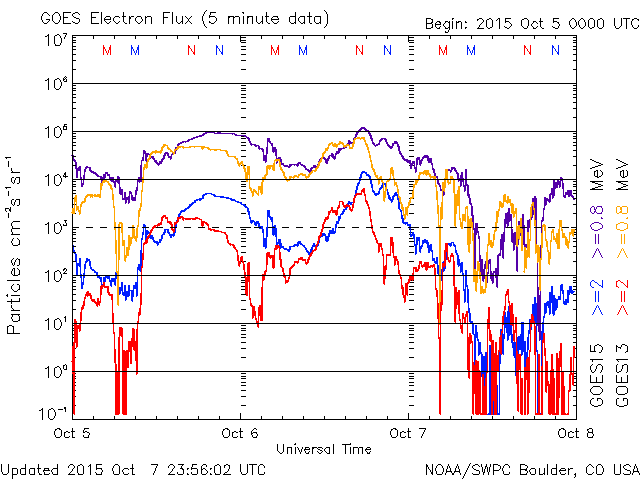 GOES Electron Flux (5 minute data)
Begin: 2015 Oct 5 0000 UTC
10^7
M M N N M M N N M M N N
10^6
10^5
10^4
10^3
10^2
10^1
10^0
10^-1
Particles cm^-2 s^-1 sr^-1
GOES15 >=2 >=0.8 MeV
GOES13 >=2 >=0.8 MeV
Oct 5 Oct 6 Oct 7 Oct 8
Universal Time
Updated 2015 Oct 7 23:56:02 UTC
NOAA/SWPC Boulder, CO USA